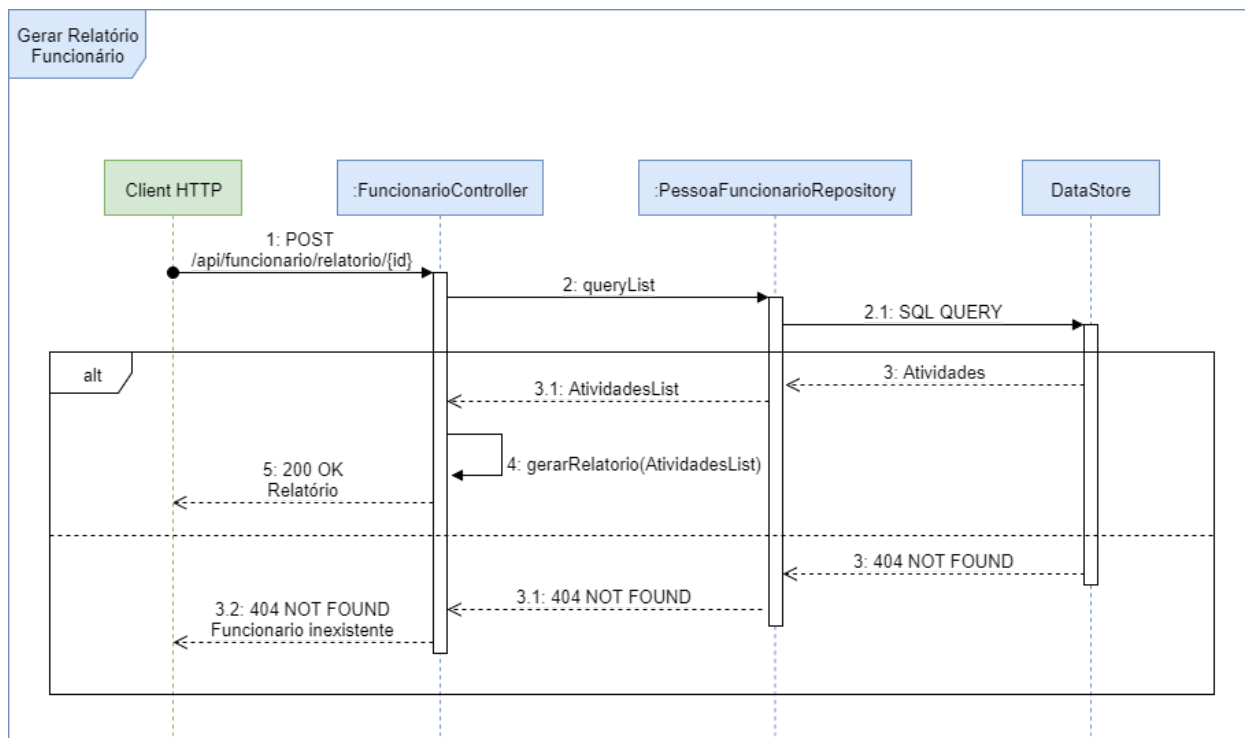 Gerar Relatório
Funcionário
Client HTTP
:FuncionarioController
:PessoaFuncionarioRepository
DataStore
1: POST
/api/funcionario/relatorio/{id}
2: queryList
2.1: SQL QUERY
alt
3: Atividades
3.1: AtividadesList
4: gerarRelatorio(AtividadesList)
5: 200 OK
Relatório
3: 404 NOT FOUND
3.1: 404 NOT FOUND
3.2: 404 NOT FOUND
Funcionario inexistente